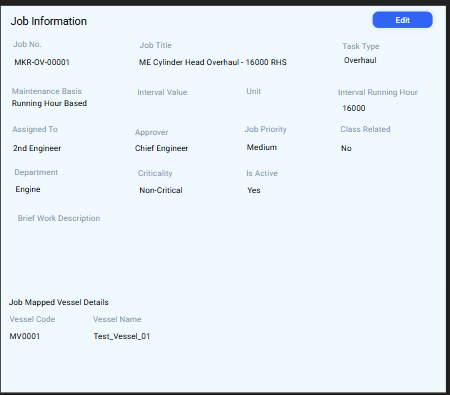 Job Information
Edit
Job No.
Job Title
Task Type
MKR-OV-00001
ME Cylinder Head Overhaul - 16000 RHS
Overhaul
Maintenance Basis
Interval Value
Unit
Interval Running Hour
Running Hour Based
16000
Assigned To
Approver
Job Priority
Class Related
2nd Engineer
Chief Engineer
Medium
No
Department
Criticality
Is Active
Engine
Non-Critical
Yes
Brief Work Description
Job Mapped Vessel Details
Vessel Code
Vessel Name
MV0001
Test_Vessel_01